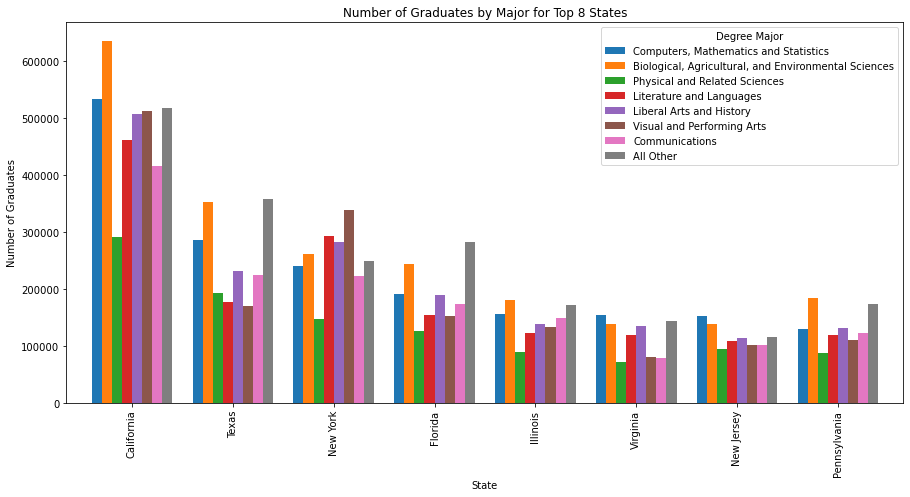 Number of Graduates by Major for Top 8 States
Number of Graduates
600000
500000
400000
300000
200000
100000
0
Degree Major
Computers, Mathematics and Statistics
Biological, Agricultural, and Environmental Sciences
Physical and Related Sciences
Literature and Languages
Liberal Arts and History
Visual and Performing Arts
Communications
All Other
California
Texas
New York
Florida
Illinois
Virginia
New Jersey
Pennsylvania
State